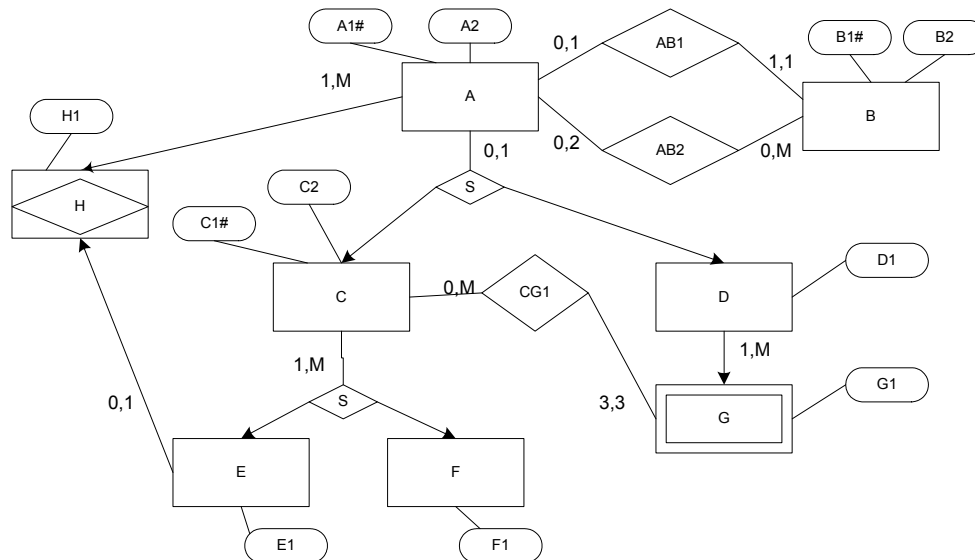 A1#
A2
B1#
B2
0,1
AB1
1,1
1,M
A
B
H1
0,2
AB2
0,M
0,1
S
C2
H
C1#
D1
C
0,M
CG1
D
1,M
1,M
G1
0,1
S
3,3
G
E
F
E1
F1